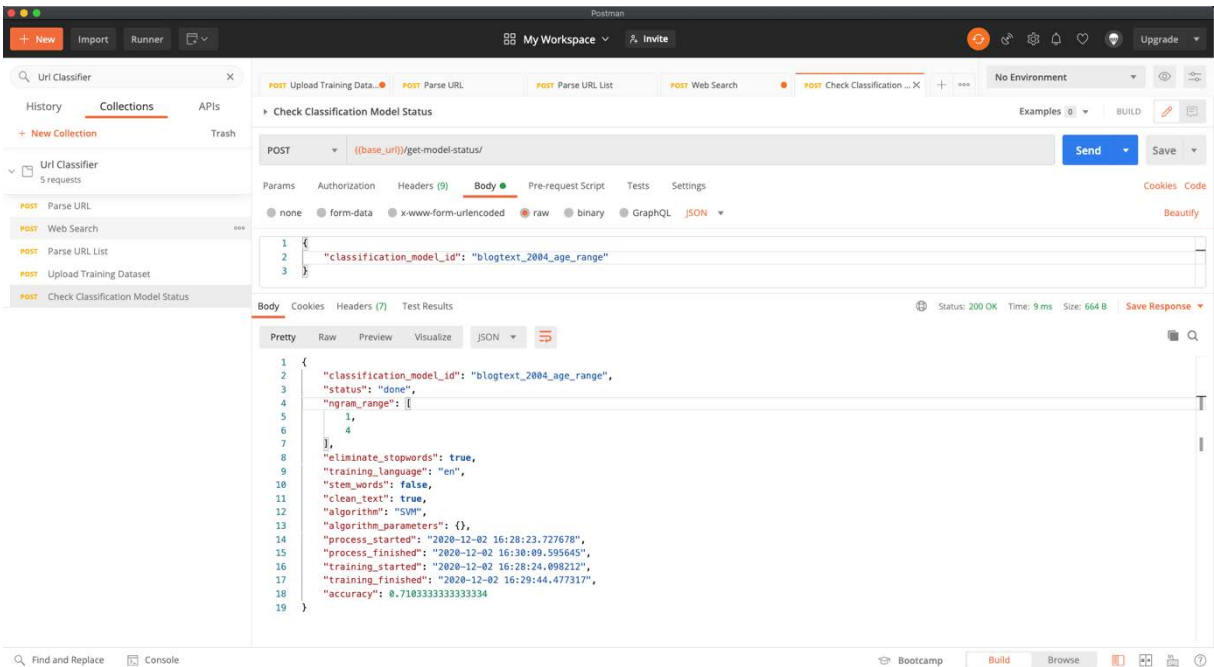 Postman
New Import Runner My Workspace Invite Upgrade
Url Classifier
History Collections APIs
+ New Collection Trash
Url Classifier
5 requests
POST Parse URL
POST Web Search
POST Parse URL List
POST Upload Training Dataset
POST Check Classification Model Status
POST Upload Training Data... POST Parse URL POST Parse URL List POST Web Search POST Check Classification ... No Environment
Check Classification Model Status Examples 0 BUILD
POST {{base_url}}/get-model-status/ Send Save
Params Authorization Headers (9) Body Pre-request Script Tests Settings Cookies Code
none form-data x-www-form-urlencoded raw binary GraphQL JSON Beautify
1 {
2 "classification_model_id": "blogtext_2004_age_range"
3 }
Body Cookies Headers (7) Test Results Status: 200 OK Time: 9 ms Size: 664 B Save Response
Pretty Raw Preview Visualize JSON
1 {
2 "classification_model_id": "blogtext_2004_age_range",
3 "status": "done",
4 "ngram_range": [
5 1,
6 4
7 ],
8 "eliminate_stopwords": true,
9 "training_language": "en",
10 "stem_words": false,
11 "clean_text": true,
12 "algorithm": "SVM",
13 "algorithm_parameters": {},
14 "process_started": "2020-12-02 16:28:23.727678",
15 "process_finished": "2020-12-02 16:30:09.595645",
16 "training_started": "2020-12-02 16:28:24.098212",
17 "training_finished": "2020-12-02 16:29:44.477317",
18 "accuracy": 0.7103333333333334
19 }
Find and Replace Console Bootcamp Build Browse